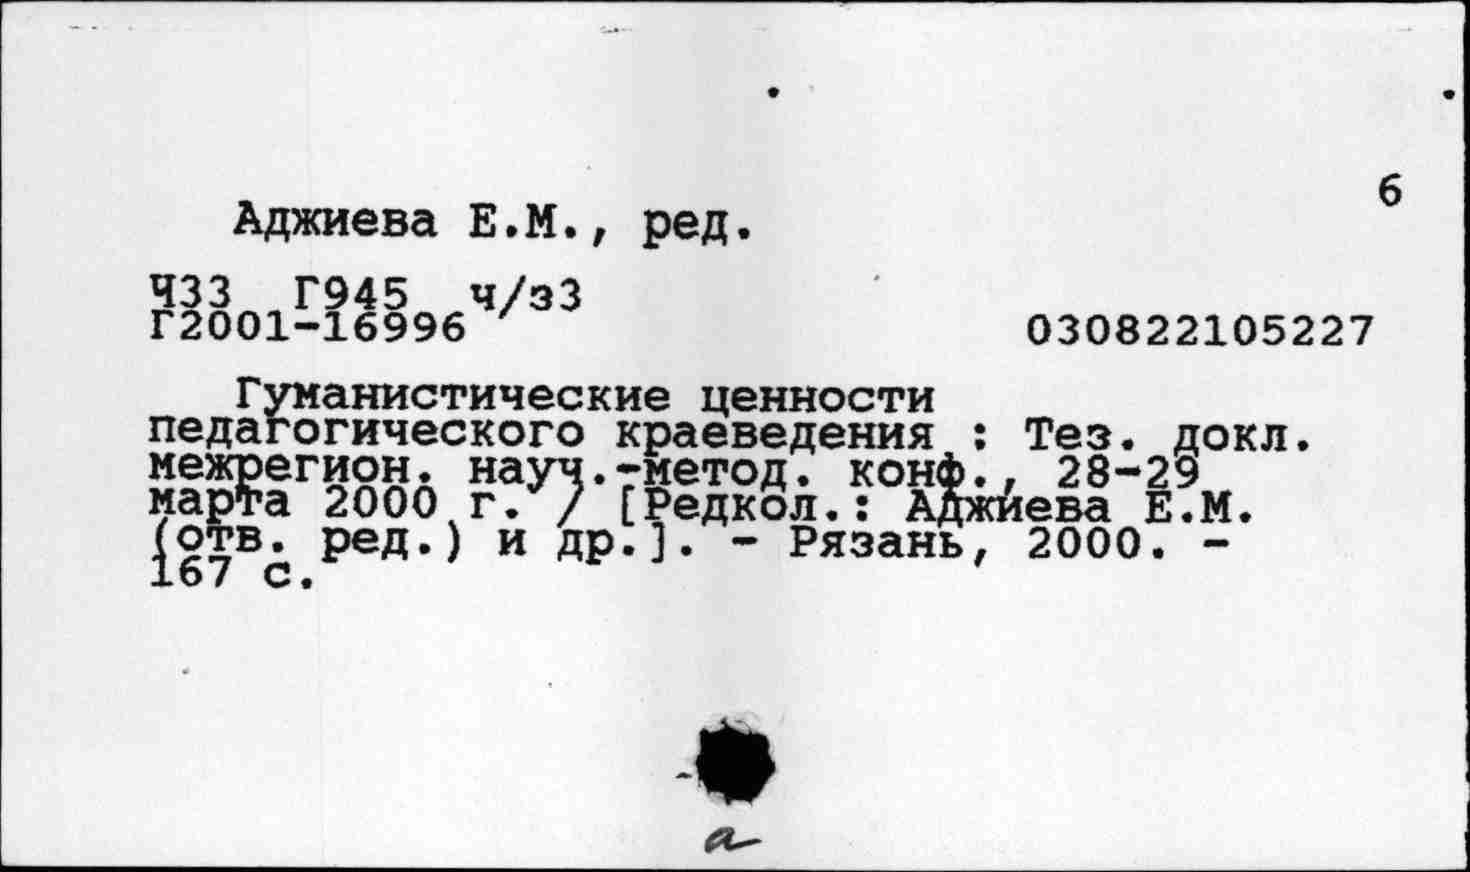 6
Аджиева Е.М., ред.
Ч33 Г945 ч/з3
Г2001-16996 030822105227
Гуманистические ценности
педагогического краеведения : Тез. докл.
межрегион. науч.-метод. конф., 28-29
марта 2000 г. / [Редкол.: Аджиева Е.М.
(отв. ред.) и др.]. - Рязань, 2000. -
167 с.
а